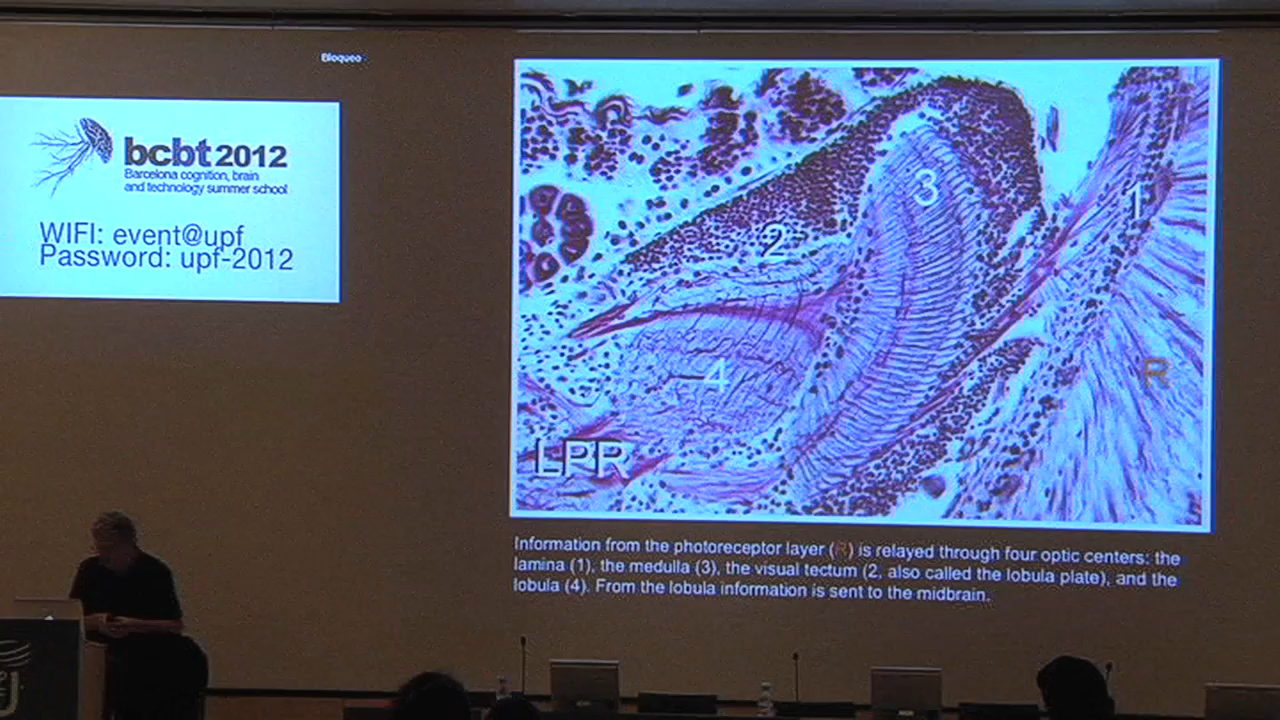 Bloqueo
bcbt 2012
Barcelona cognition, brain
and technology summer school
WIFI: event@upf
Password: upf-2012
1
2
3
4
R
LPR
Information from the photoreceptor layer (R) is relayed through four optic centers: the
lamina (1), the medulla (3), the visual tectum (2, also called the lobula plate), and the
lobula (4). From the lobula information is sent to the midbrain.